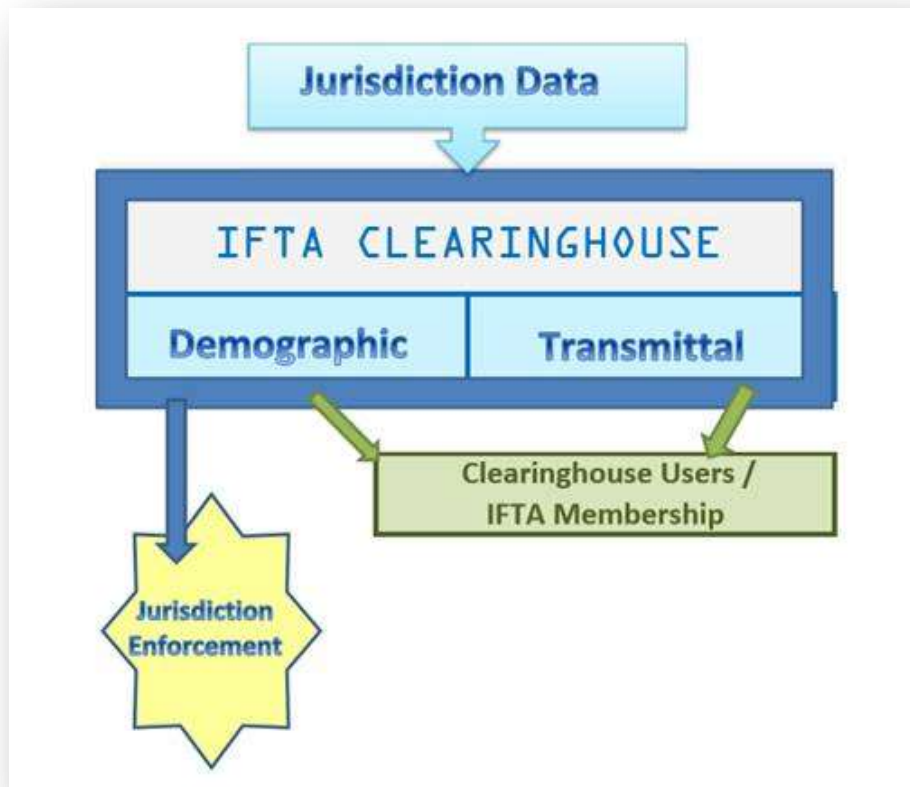 Jurisdiction Data
IFTA CLEARINGHOUSE
Demographic
Transmittal
Clearinghouse Users /
IFTA Membership
Jurisdiction
Enforcement